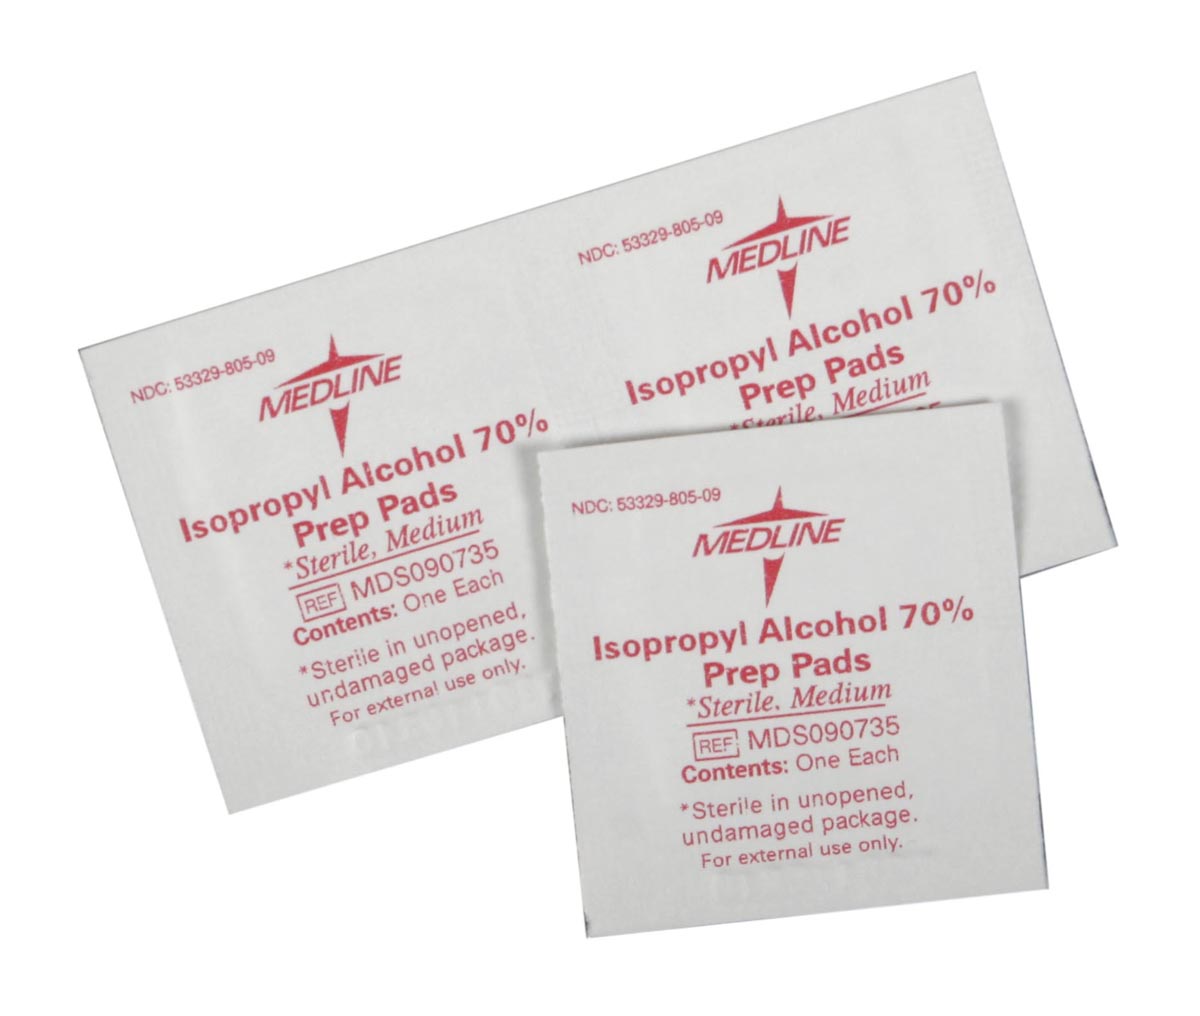 NDC: 53329-805-09
MEDLINE
Isopropyl Alcohol 70%
Prep Pads
*Sterile, Medium
REF MDS090735
Contents: One Each
*Sterile in unopened,
undamaged package.
For external use only.
NDC: 53329-805-09
MEDLINE
Isopropyl Alcohol 70%
Prep Pads
*Sterile, Medium
NDC: 53329-805-09
MEDLINE
Isopropyl Alcohol 70%
Prep Pads
*Sterile, Medium
REF MDS090735
Contents: One Each
*Sterile in unopened,
undamaged package.
For external use only.